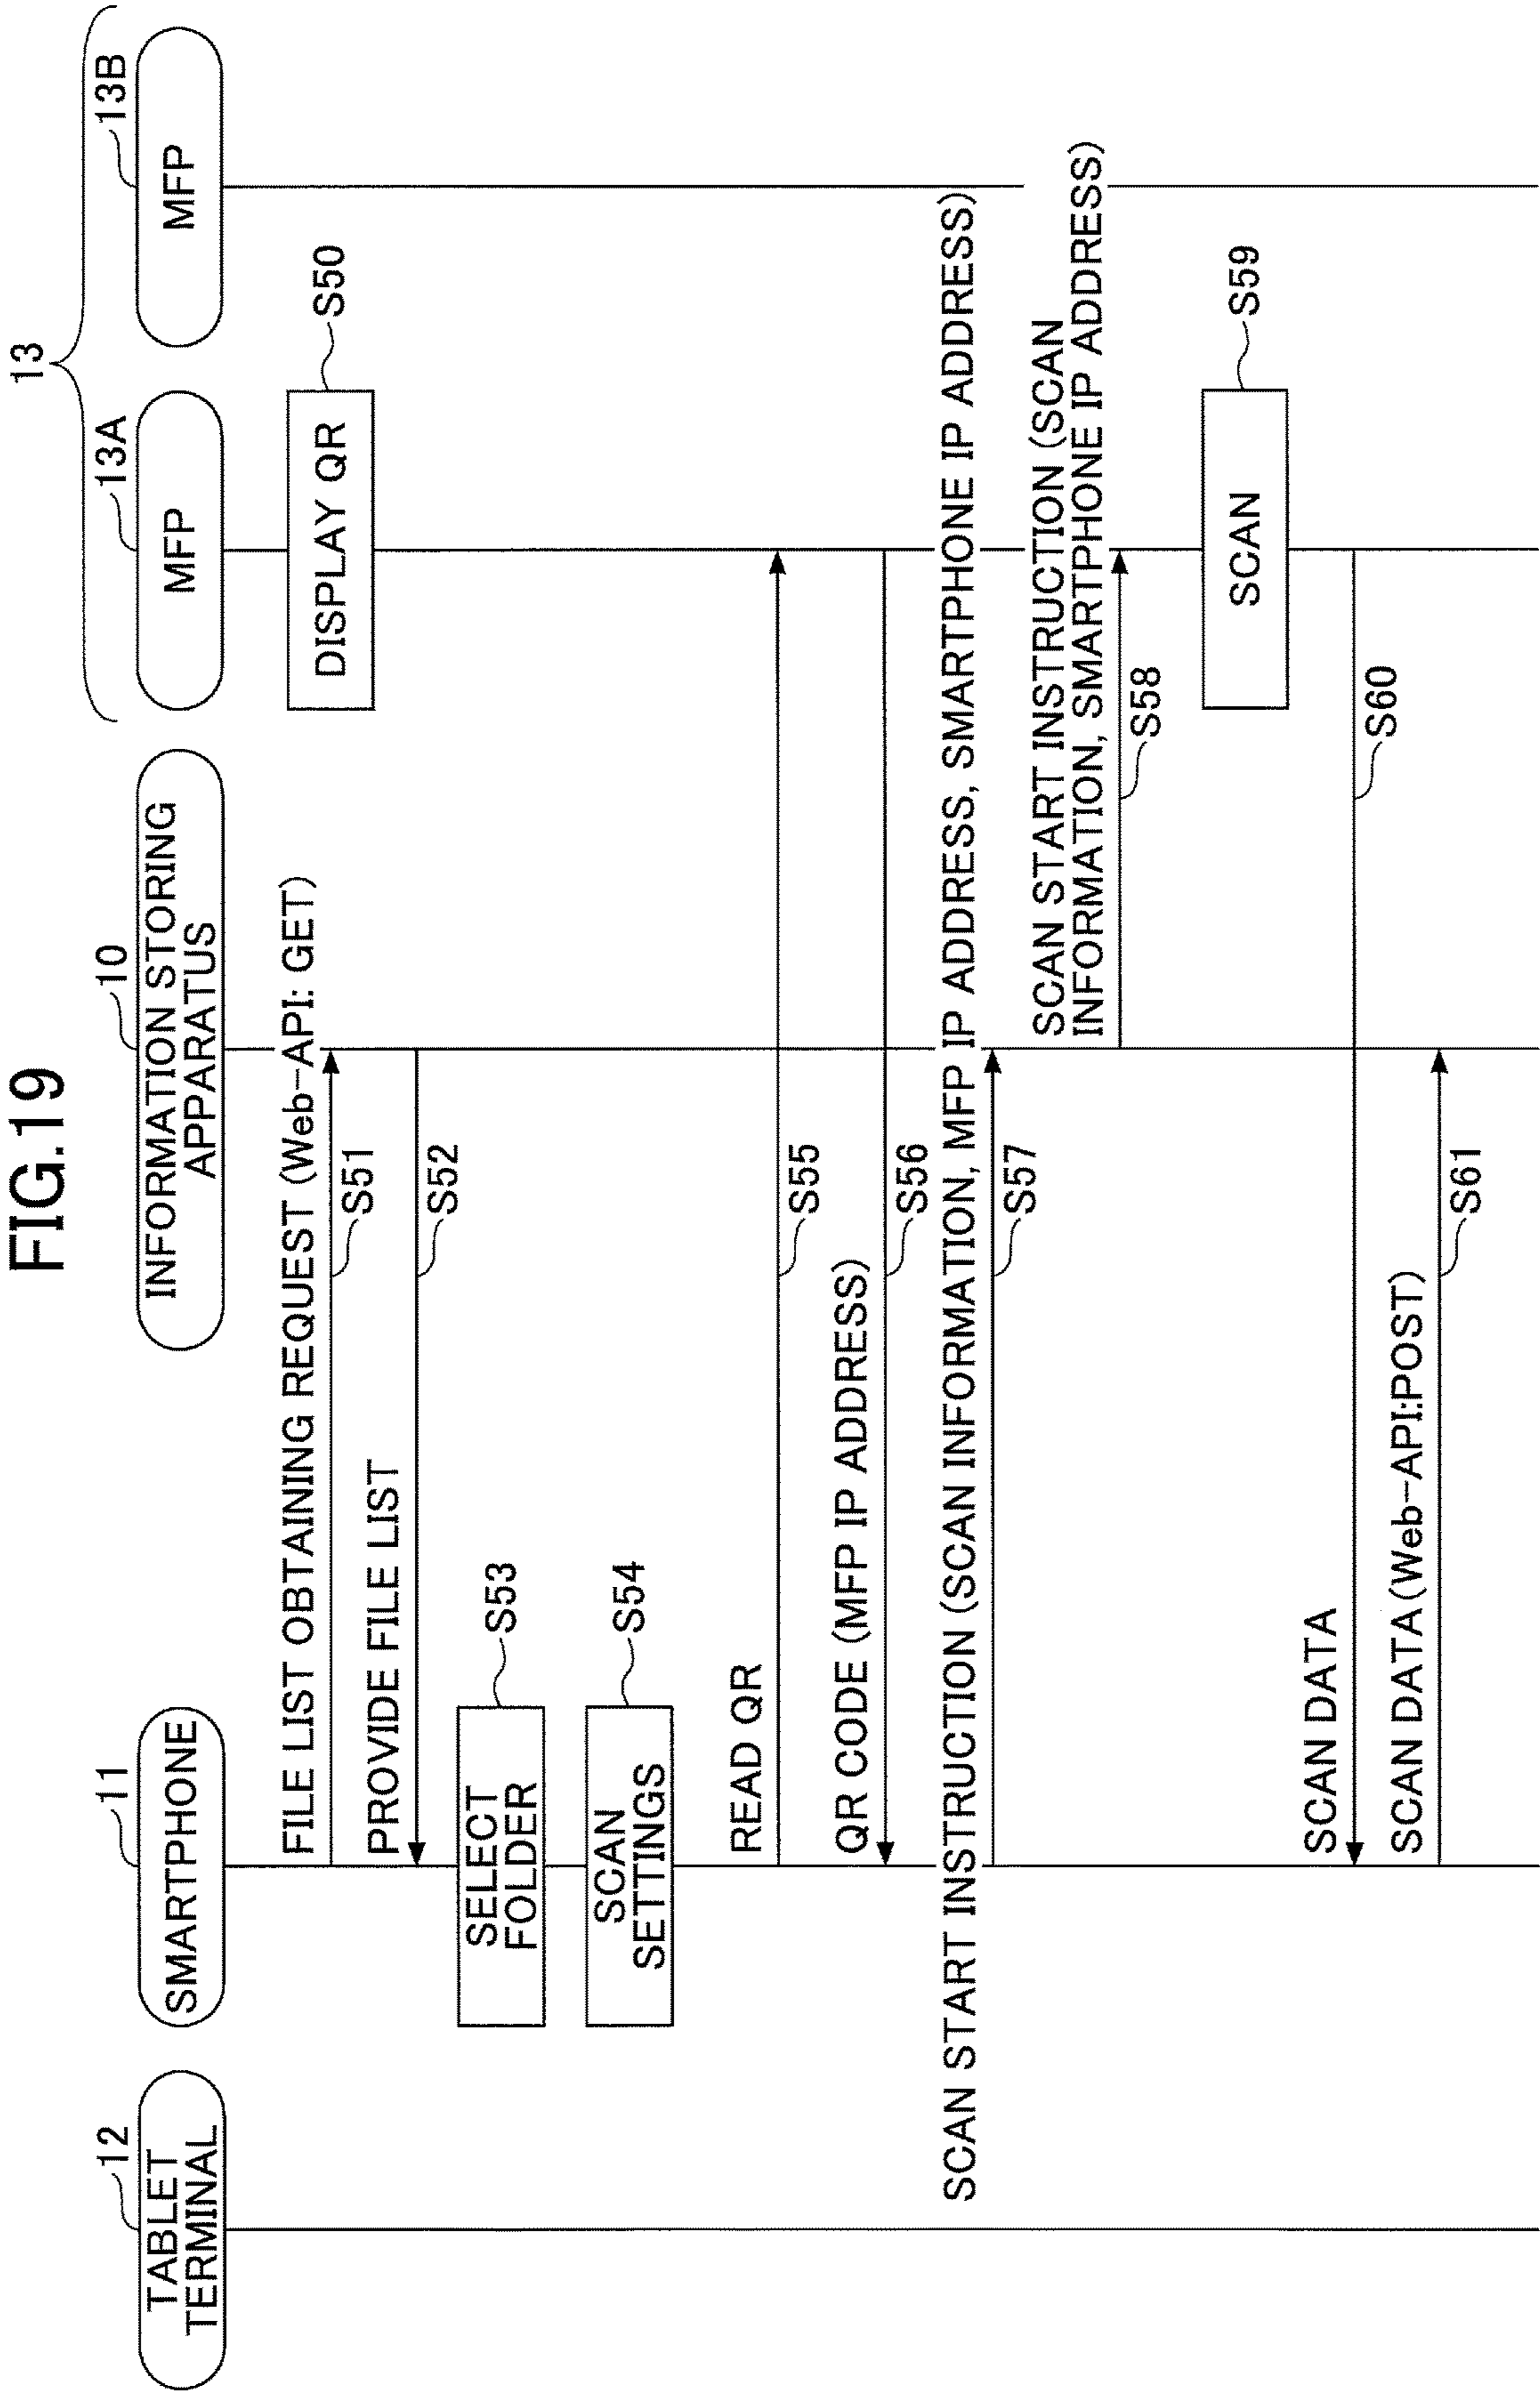 FIG.19
12
11
10
13
13A
13B
TABLET
TERMINAL
SMARTPHONE
INFORMATION STORING
APPARATUS
MFP
MFP
DISPLAY QR
S50
FILE LIST OBTAINING REQUEST (Web-API: GET)
S51
PROVIDE FILE LIST
S52
SELECT
FOLDER
S53
SCAN
SETTINGS
S54
READ QR
S55
QR CODE (MFP IP ADDRESS)
S56
SCAN START INSTRUCTION (SCAN INFORMATION, MFP IP ADDRESS, SMARTPHONE IP ADDRESS)
S57
SCAN START INSTRUCTION (SCAN
INFORMATION, SMARTPHONE IP ADDRESS)
S58
SCAN
S59
SCAN DATA
S60
SCAN DATA (Web-API:POST)
S61